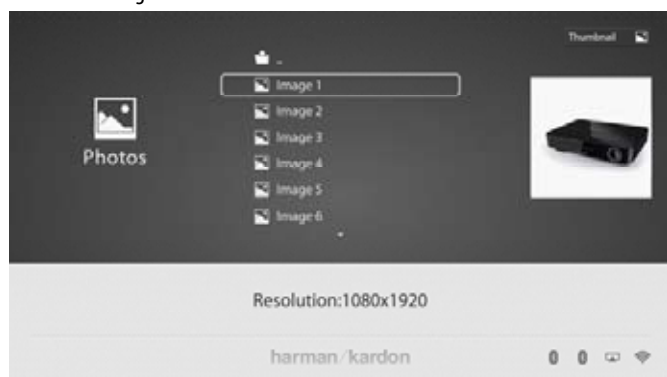 Thumbnail
..
Image 1
Image 2
Image 3
Photos
Image 4
Image 5
Image 6
Resolution:1080x1920
harman/kardon
0 0